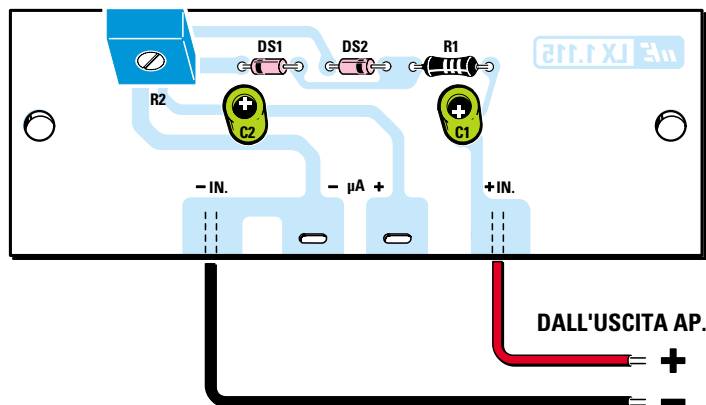 DS1 DS2 R1
LX 1.115
R2
C2 C1
– IN. – µA + +IN.
DALL'USCITA AP.
+
–